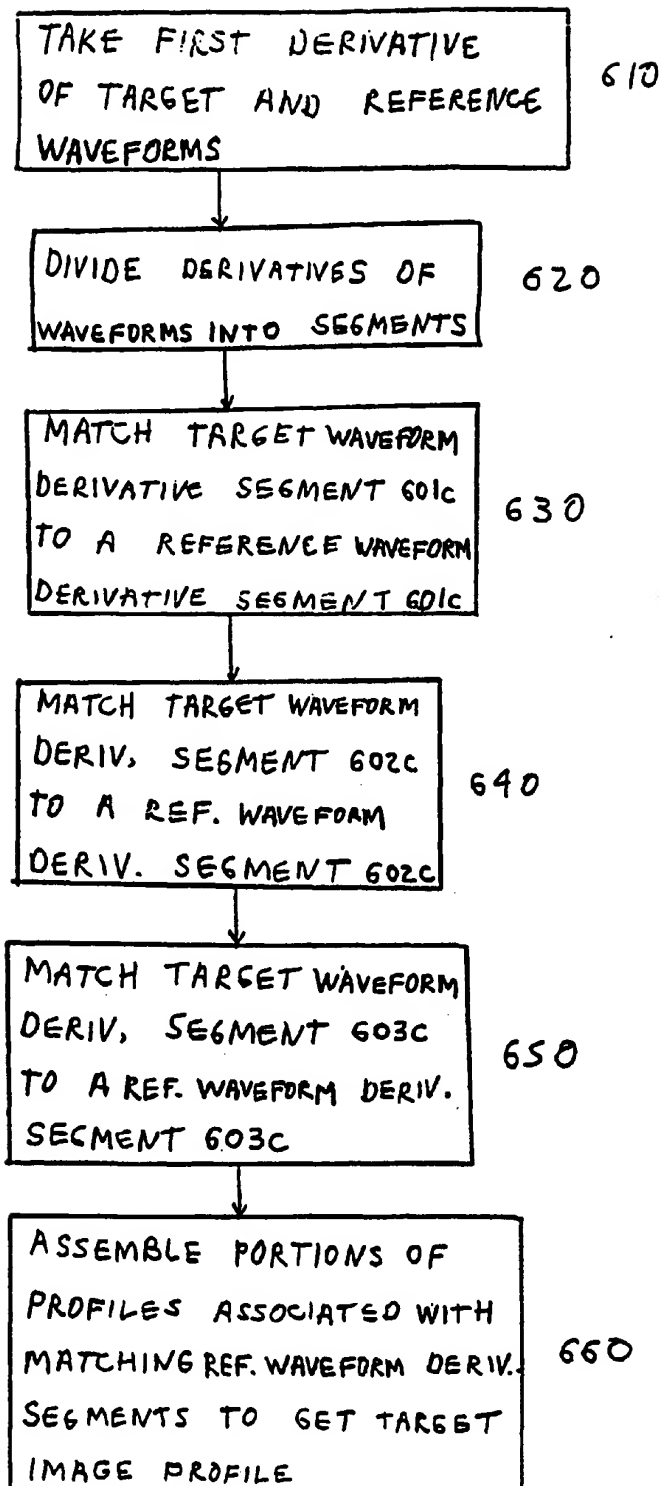 TAKE FIRST DERIVATIVE
OF TARGET AND REFERENCE
WAVEFORMS
610
DIVIDE DERIVATIVES OF
WAVEFORMS INTO SEGMENTS
620
MATCH TARGET WAVEFORM
DERIVATIVE SEGMENT 601c
TO A REFERENCE WAVEFORM
DERIVATIVE SEGMENT 601c
630
MATCH TARGET WAVEFORM
DERIV. SEGMENT 602C
TO A REF. WAVEFORM
DERIV. SEGMENT 602C
640
MATCH TARGET WAVEFORM
DERIV. SEGMENT 603C
TO A REF. WAVEFORM DERIV.
SEGMENT 603C
650
ASSEMBLE PORTIONS OF
PROFILES ASSOCIATED WITH
MATCHING REF. WAVEFORM DERIV.
SEGMENTS TO GET TARGET
IMAGE PROFILE
660